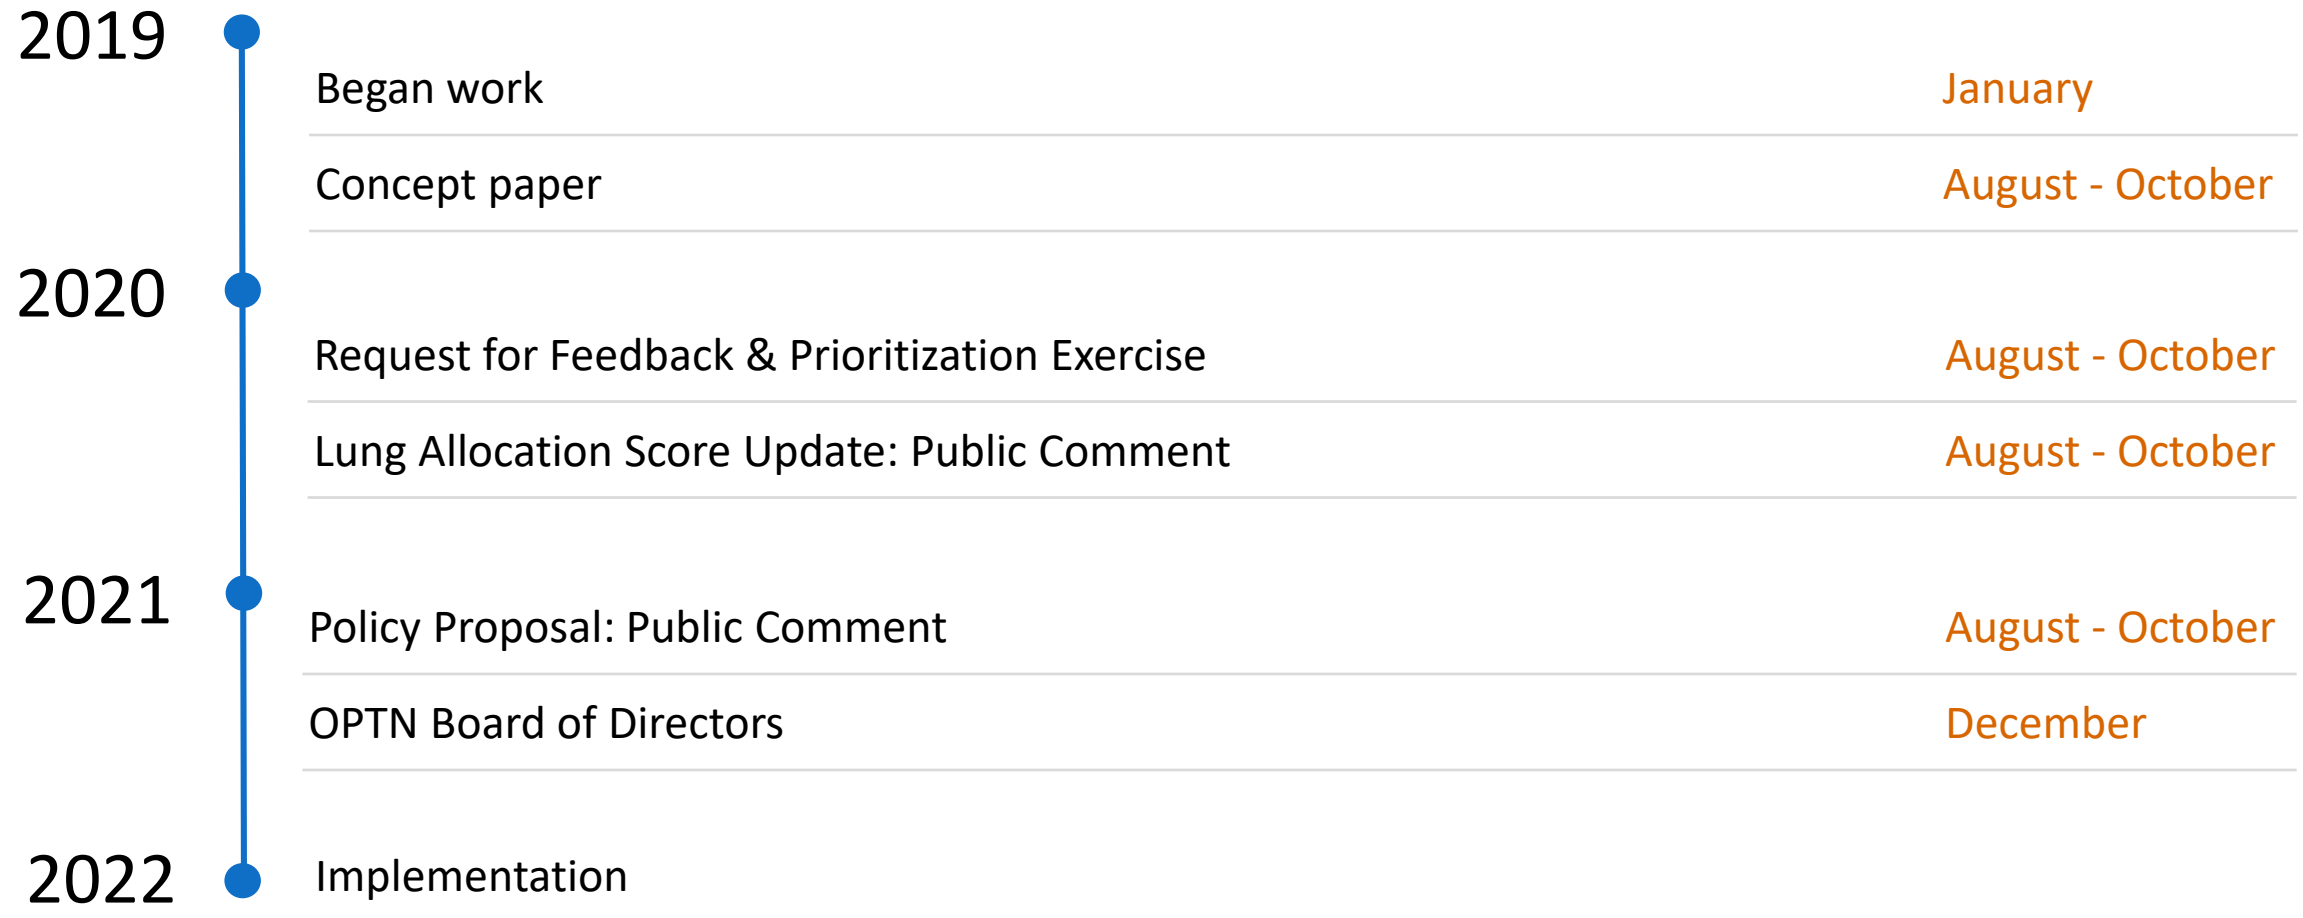 2019
Began work January
Concept paper August - October
2020
Request for Feedback & Prioritization Exercise August - October
Lung Allocation Score Update: Public Comment August - October
2021
Policy Proposal: Public Comment August - October
OPTN Board of Directors December
2022 Implementation